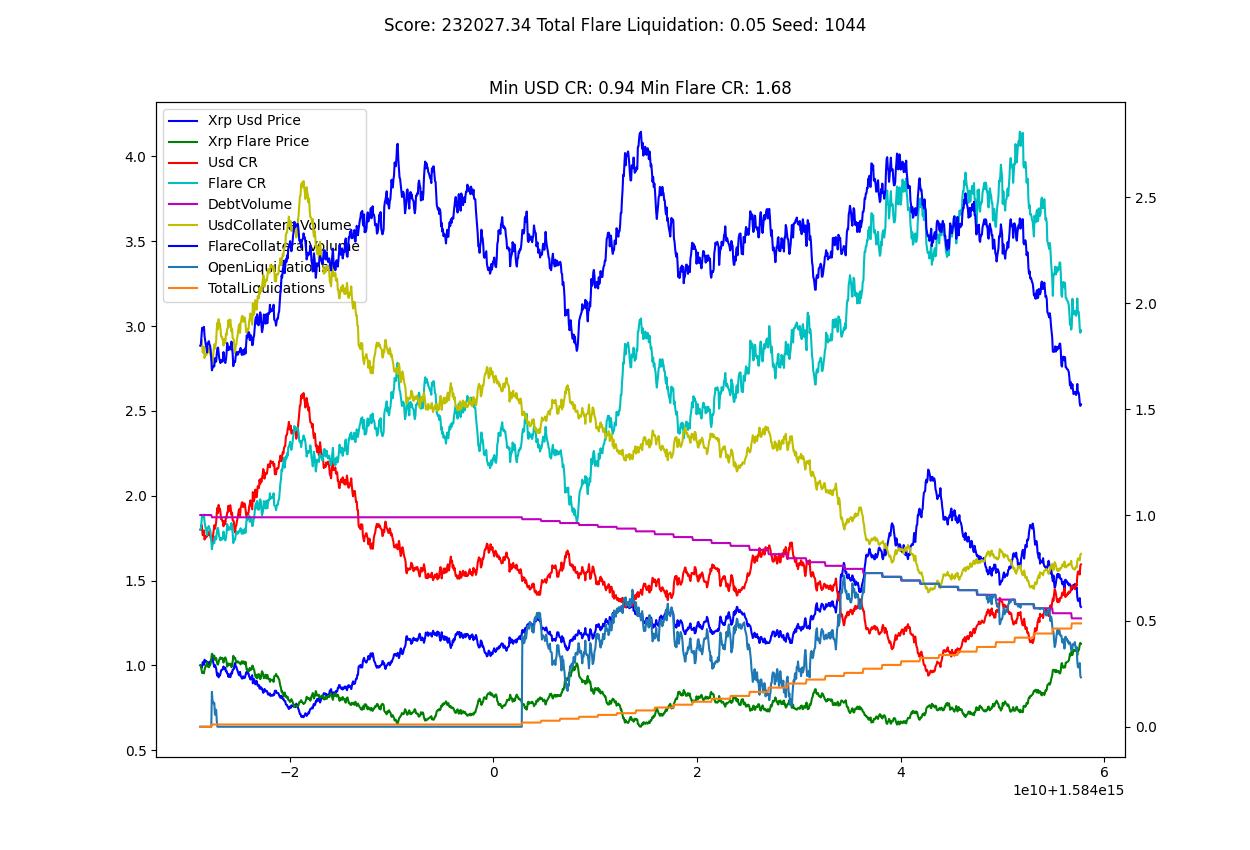 Score: 232027.34 Total Flare Liquidation: 0.05 Seed: 1044
Min USD CR: 0.94 Min Flare CR: 1.68
Xrp Usd Price
Xrp Flare Price
Usd CR
Flare CR
DebtVolume
UsdCollateralVolume
FlareCollateralVolume
OpenLiquidations
TotalLiquidations
4.0
3.5
3.0
2.5
2.0
1.5
1.0
0.5
2.5
2.0
1.5
1.0
0.5
0.0
−2
0
2
4
6
1e10+1.584e15